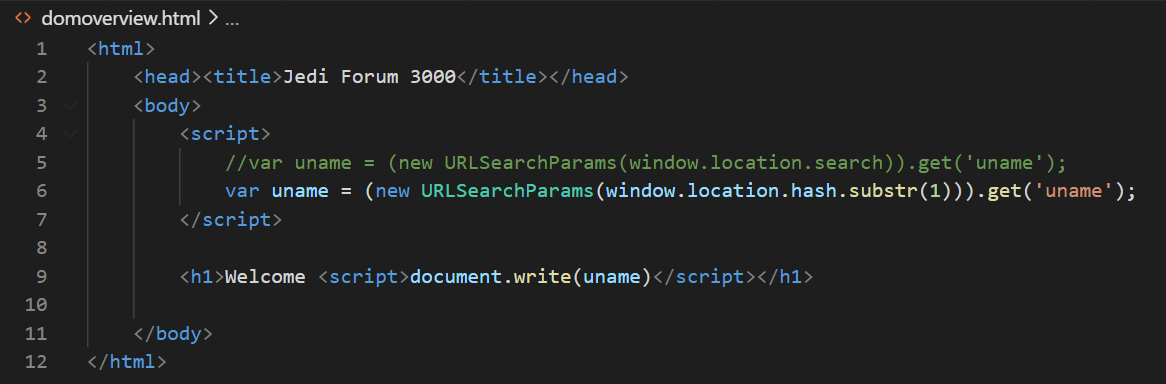 domoverview.html > ...
1 <html>
2 <head><title>Jedi Forum 3000</title></head>
3 <body>
4 <script>
5 //var uname = (new URLSearchParams(window.location.search)).get('uname');
6 var uname = (new URLSearchParams(window.location.hash.substr(1))).get('uname');
7 </script>
8
9 <h1>Welcome <script>document.write(uname)</script></h1>
10
11 </body>
12 </html>